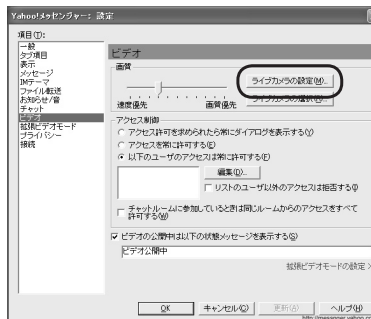 Yahoo!メッセンジャー： 設定
項目(I):
一般
タブ項目
表示
メッセージ
IMテーマ
ファイル転送
お知らせ/音
チャット
ビデオ
拡張ビデオモード
プライバシー
接続
ビデオ
画質
速度優先
画質優先
ライブカメラの設定(M)...
ライブカメラの選択(R)...
アクセス制御
アクセス許可を求められたら常にダイアログを表示する(Y)
アクセスを常に許可する(E)
以下のユーザのアクセスは常に許可する(F)
編集(D)...
リストのユーザ以外のアクセスは拒否する
チャットルームに参加しているときは同じルームからのアクセスをすべて
許可する(W)
ビデオの公開中は以下の状態メッセージを表示する(G)
ビデオ公開中
拡張ビデオモードの設定 >
OK
キャンセル(C)
更新(A)
ヘルプ(H)